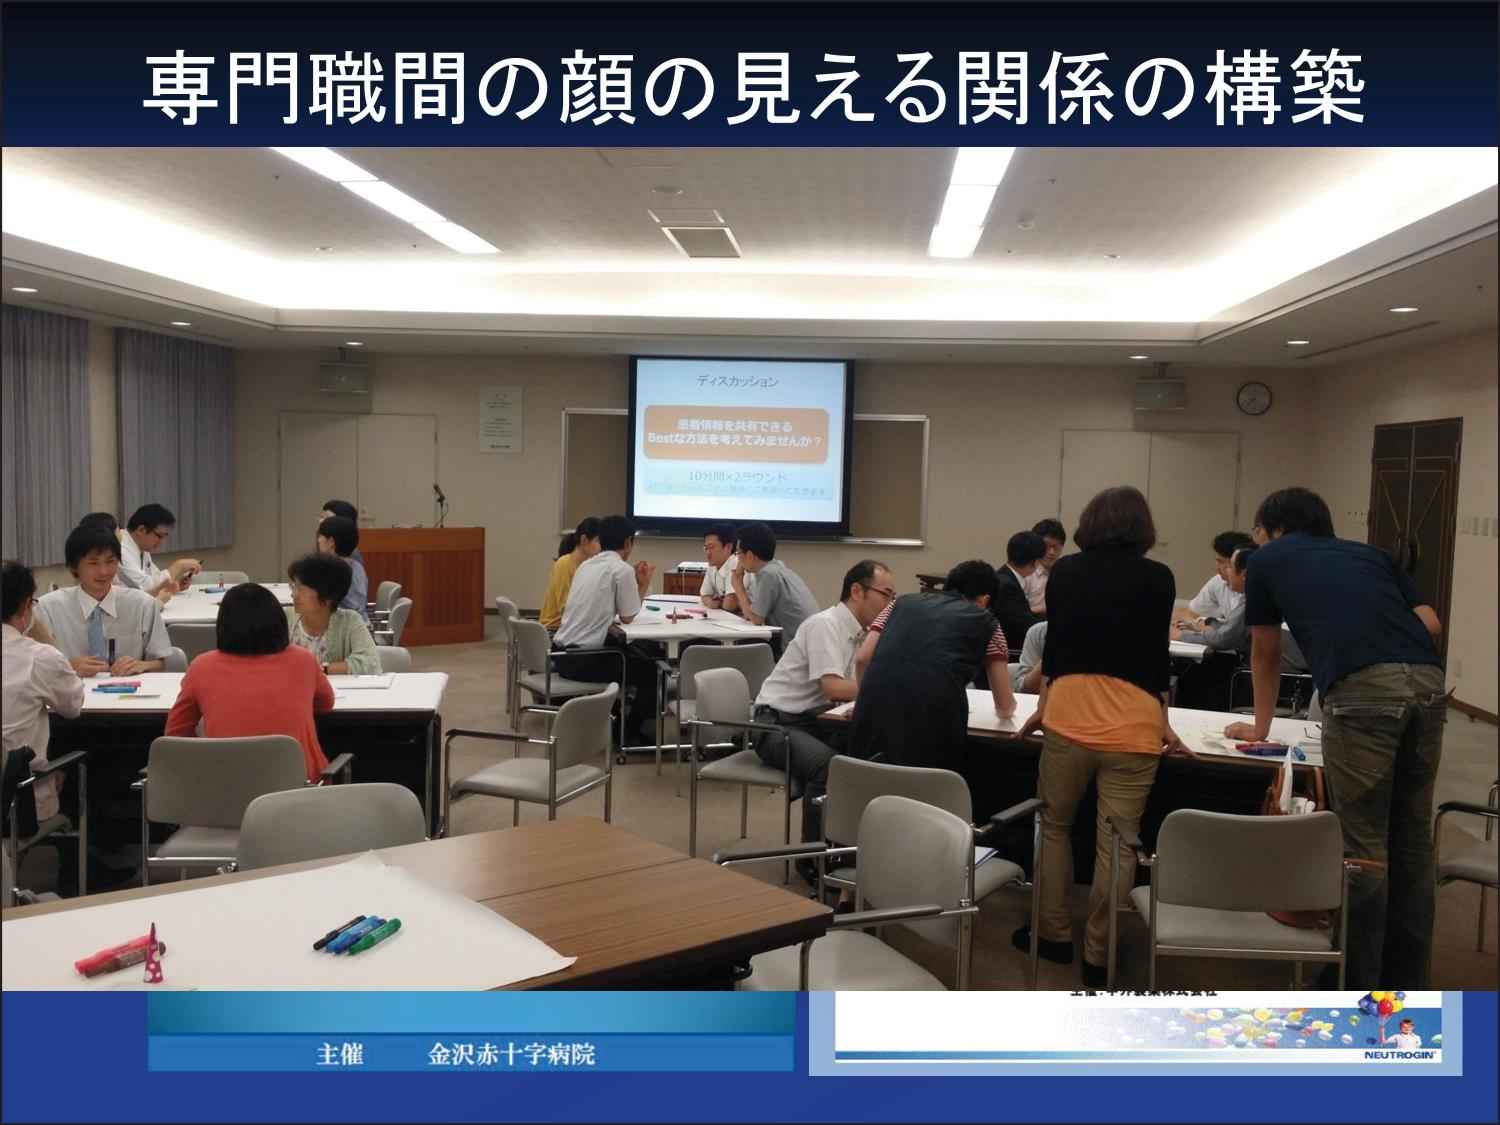 専門職間の顔の見える関係の構築
ディスカッション
患者情報を共有できる
Bestな方法を考えてみませんか？
10分間×2ラウンド
主催 金沢赤十字病院
NEUTROGIN